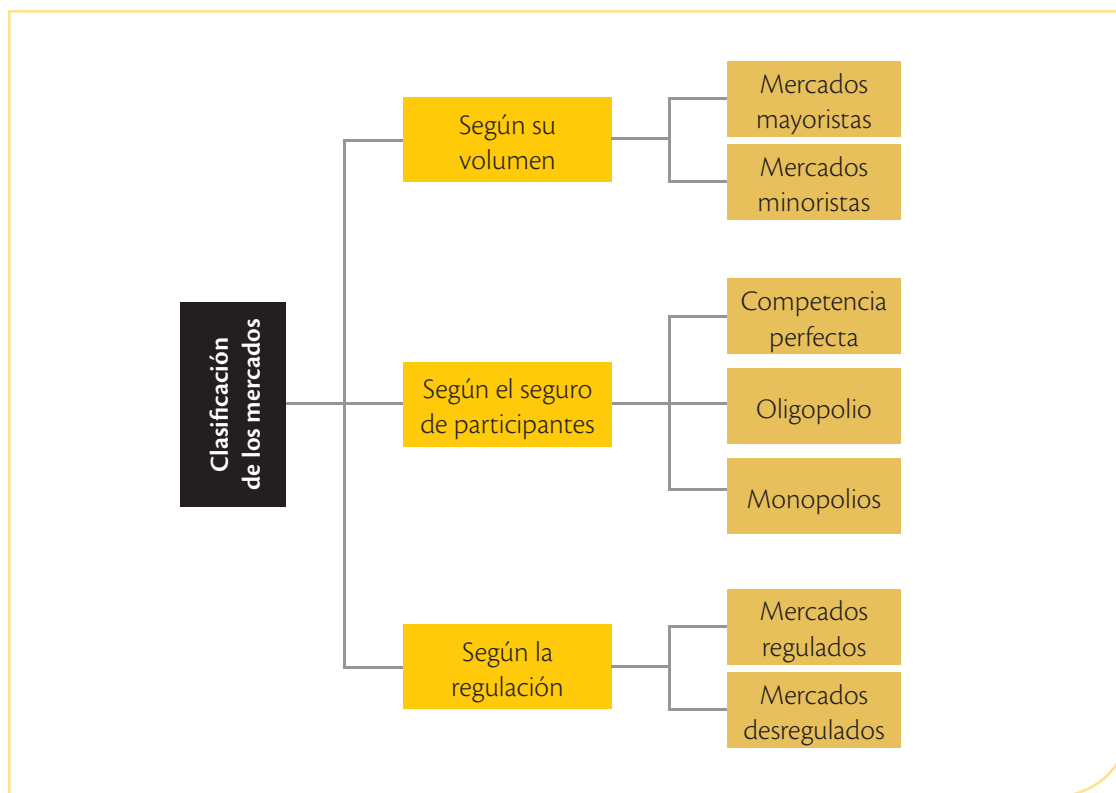 Clasificación
de los mercados
Según su
volumen
Mercados
mayoristas
Mercados
minoristas
Según el seguro
de participantes
Competencia
perfecta
Oligopolio
Monopolios
Según la
regulación
Mercados
regulados
Mercados
desregulados